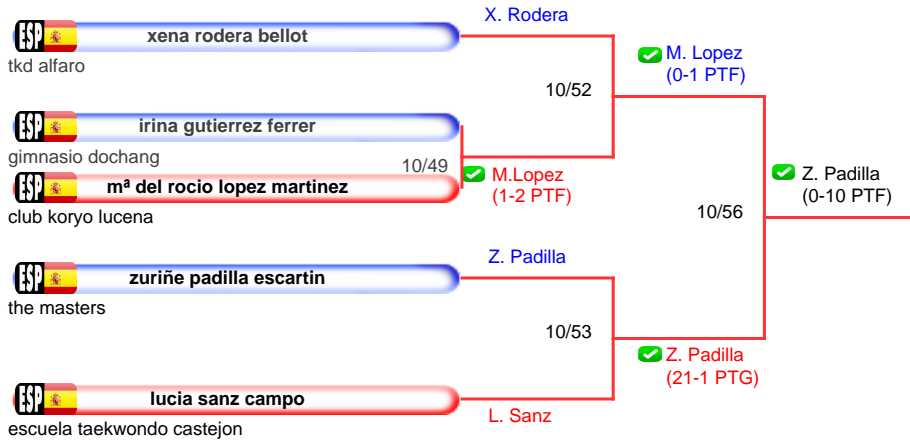 X. Rodera
ESP xena rodera bellot
tkd alfaro
M. Lopez
(0-1 PTF)
10/52
ESP irina gutierrez ferrer
gimnasio dochang
10/49
M.Lopez
(1-2 PTF)
ESP mª del rocio lopez martinez
club koryo lucena
Z. Padilla
(0-10 PTF)
10/56
Z. Padilla
ESP zuriñe padilla escartin
the masters
10/53
Z. Padilla
(21-1 PTG)
ESP lucia sanz campo
L. Sanz
escuela taekwondo castejon